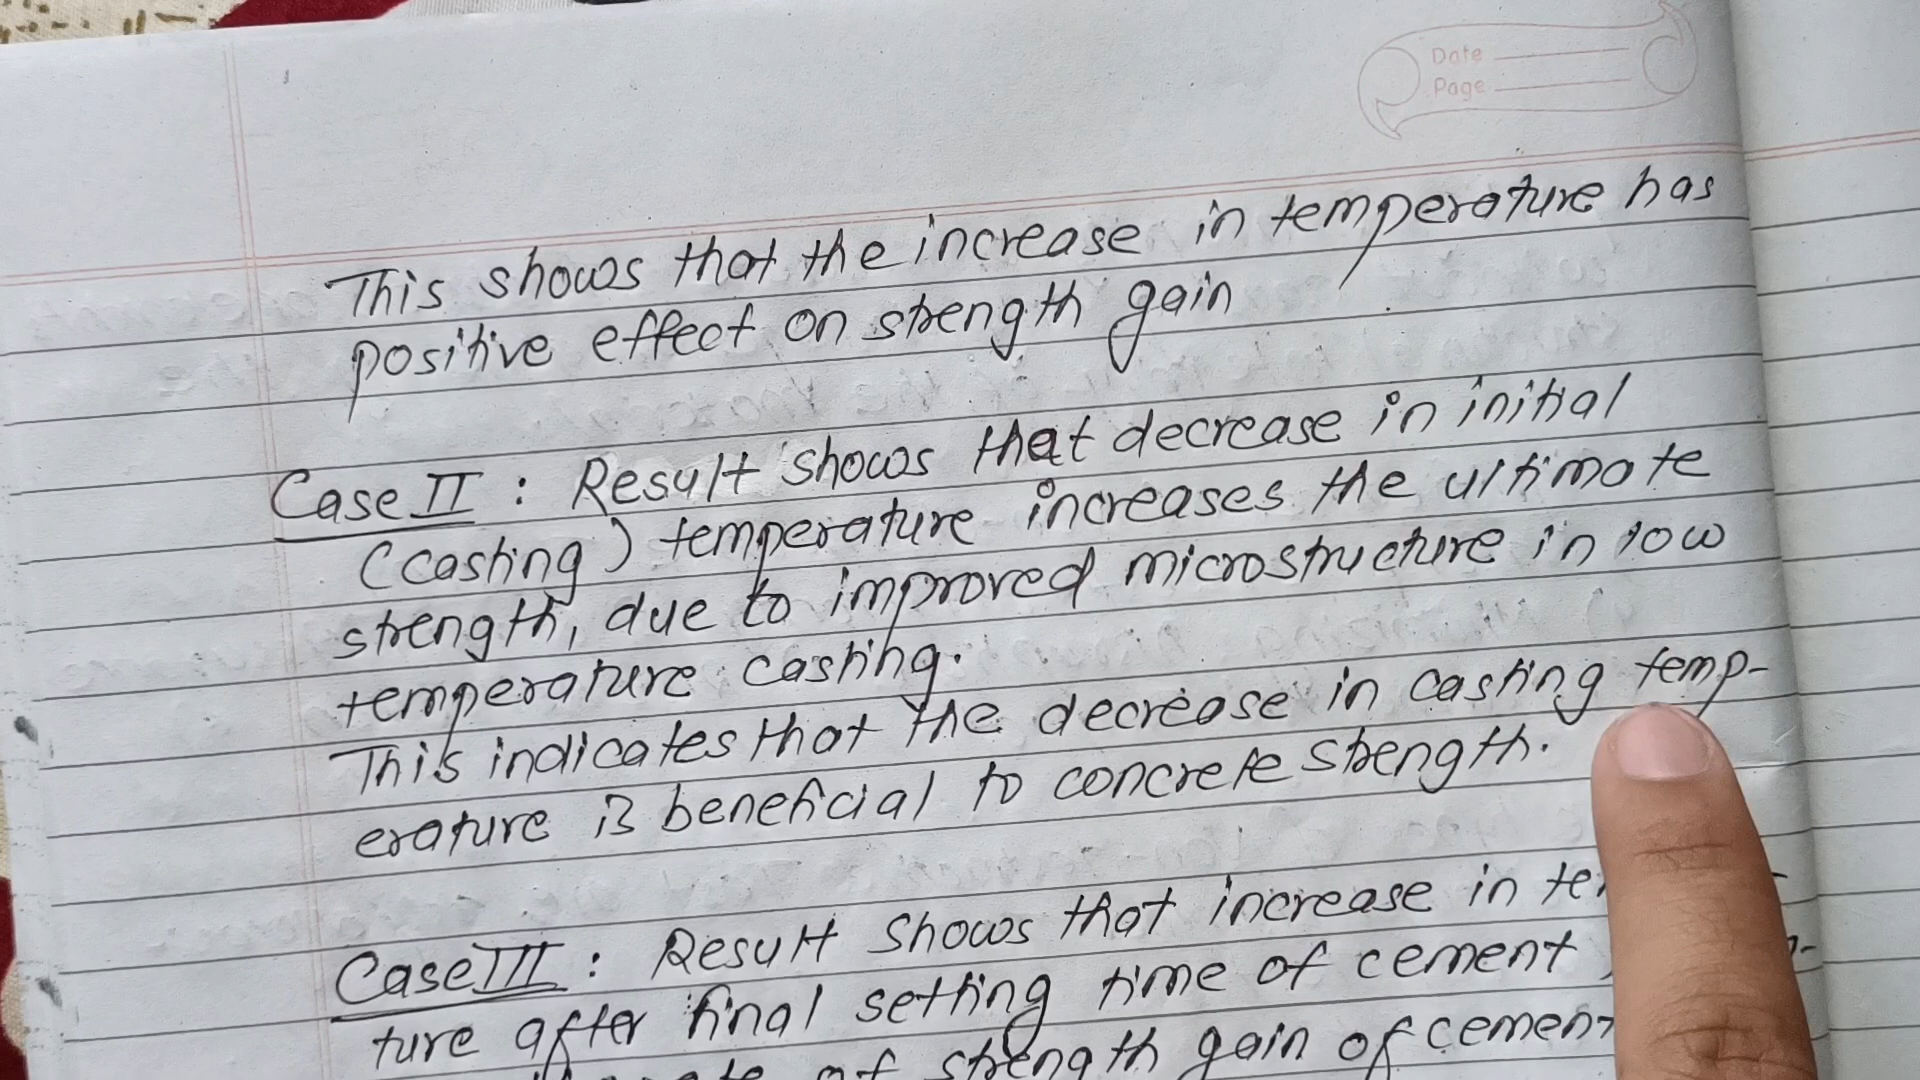 Date
Page
This shows that the increase in temperature has
positive effect on strength gain
Case II : Result shows that decrease in initial
(casting) temperature increases the ultimate
strength, due to improved microstructure in low
temperature casting.
This indicates that the decrease in casting temp-
erature is beneficial to concrete strength.
Case III : Result shows that increase in
ture after final setting time of cement
of strength gain of cement